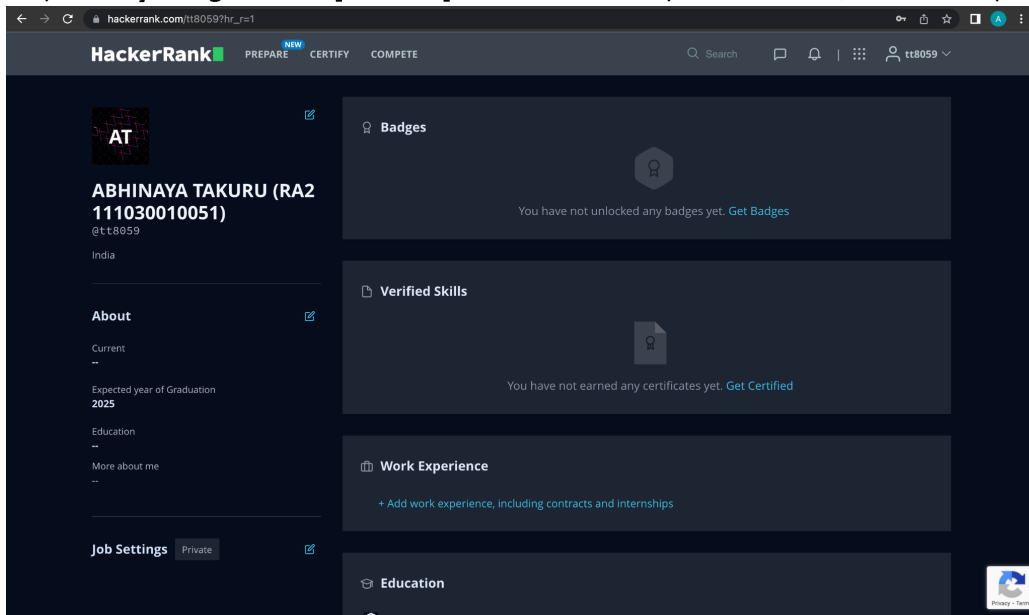 hackerrank.com/tt8059?hr_r=1
HackerRank
PREPARE NEW CERTIFY COMPETE
Search
tt8059
AT
ABHINAYA TAKURU (RA2
111030010051)
@tt8059
India
About
Current
--
Expected year of Graduation
2025
Education
--
More about me
--
Job Settings Private
Badges
You have not unlocked any badges yet. Get Badges
Verified Skills
You have not earned any certificates yet. Get Certified
Work Experience
+ Add work experience, including contracts and internships
Education
A
Privacy - Term